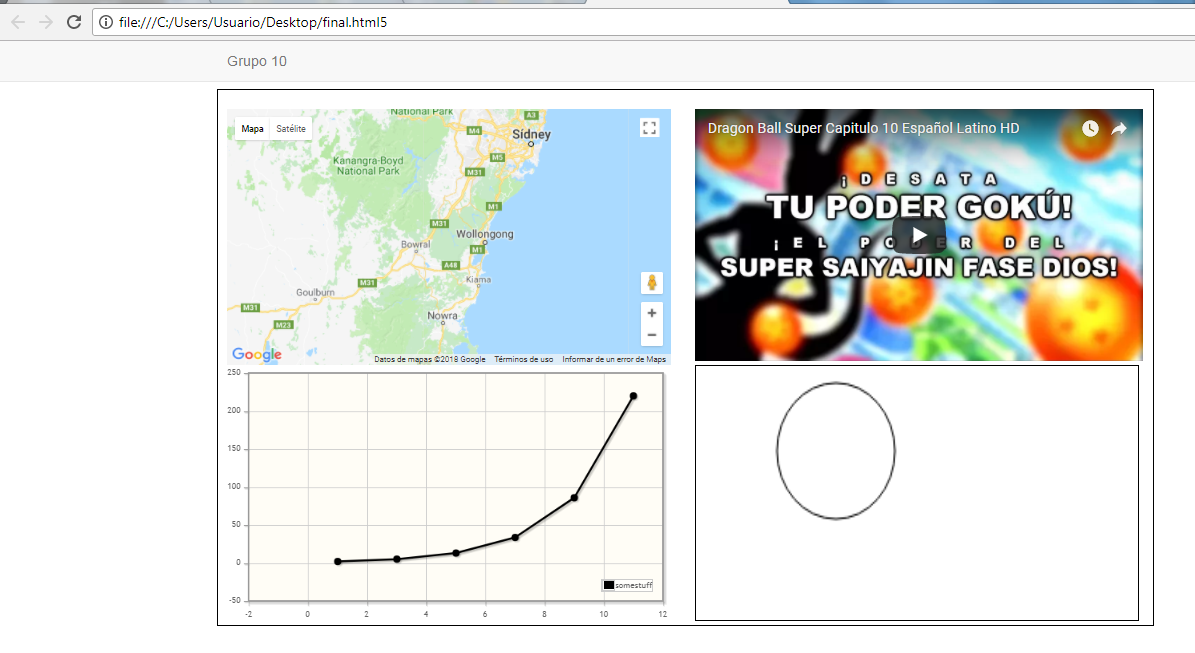 file:///C:/Users/Usuario/Desktop/final.html5
Grupo 10
National Park
A3
Mapa Satélite
M4
Sídney
M5
Kanangra-Boyd
National Park
M31
M1
M31
Wollongong
Bowral
M1
A48
Kiama
M31
Goulburn
M31
Nowra
M23
+
−
Google
Datos de mapas ©2018 Google Términos de uso Informar de un error de Maps
Dragon Ball Super Capitulo 10 Español Latino HD
¡DESATA
TU PODER GOKÚ!
¡EL PODER DEL
SUPER SAIYAJIN FASE DIOS!
250
200
150
100
50
0
-50
somestuff
-2 0 2 4 6 8 10 12